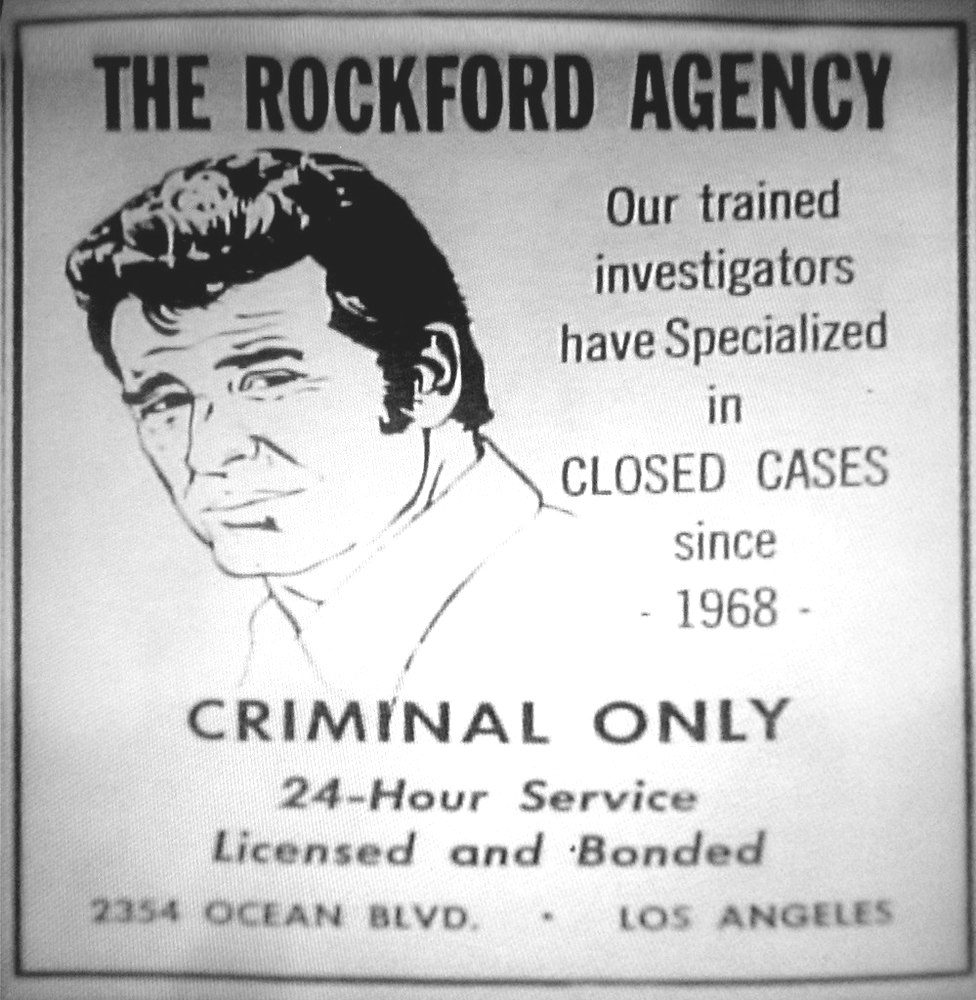 THE ROCKFORD AGENCY
Our trained
investigators
have Specialized
in
CLOSED CASES
since
- 1968 -
CRIMINAL ONLY
24-Hour Service
Licensed and Bonded
2354 OCEAN BLVD. • LOS ANGELES